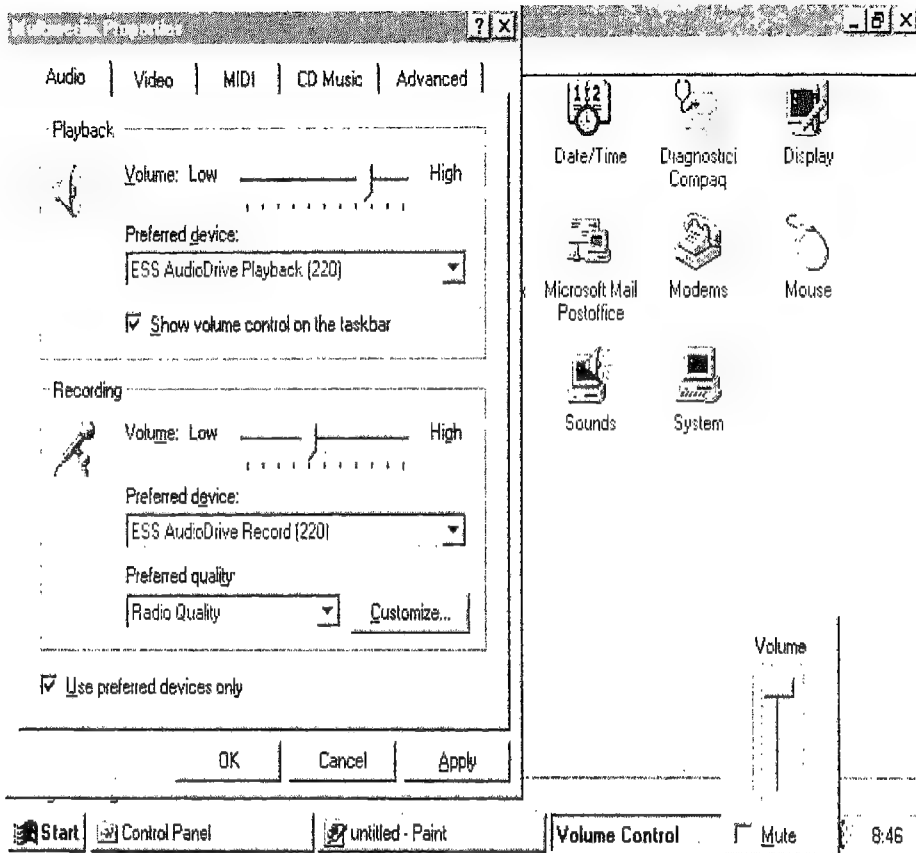 Multimedia Properties
Audio
Video
MIDI
CD Music
Advanced
Playback
Volume: Low
High
Preferred device:
ESS AudioDrive Playback (220)
Show volume control on the taskbar
Recording
Volume: Low
High
Preferred device:
ESS AudioDrive Record (220)
Preferred quality:
Radio Quality
Customize...
Use preferred devices only
OK
Cancel
Apply
Date/Time
Diagnostici
Compaq
Display
Microsoft Mail
Postoffice
Modems
Mouse
Sounds
System
Volume
Mute
Start
Control Panel
untitled - Paint
Volume Control
8:46